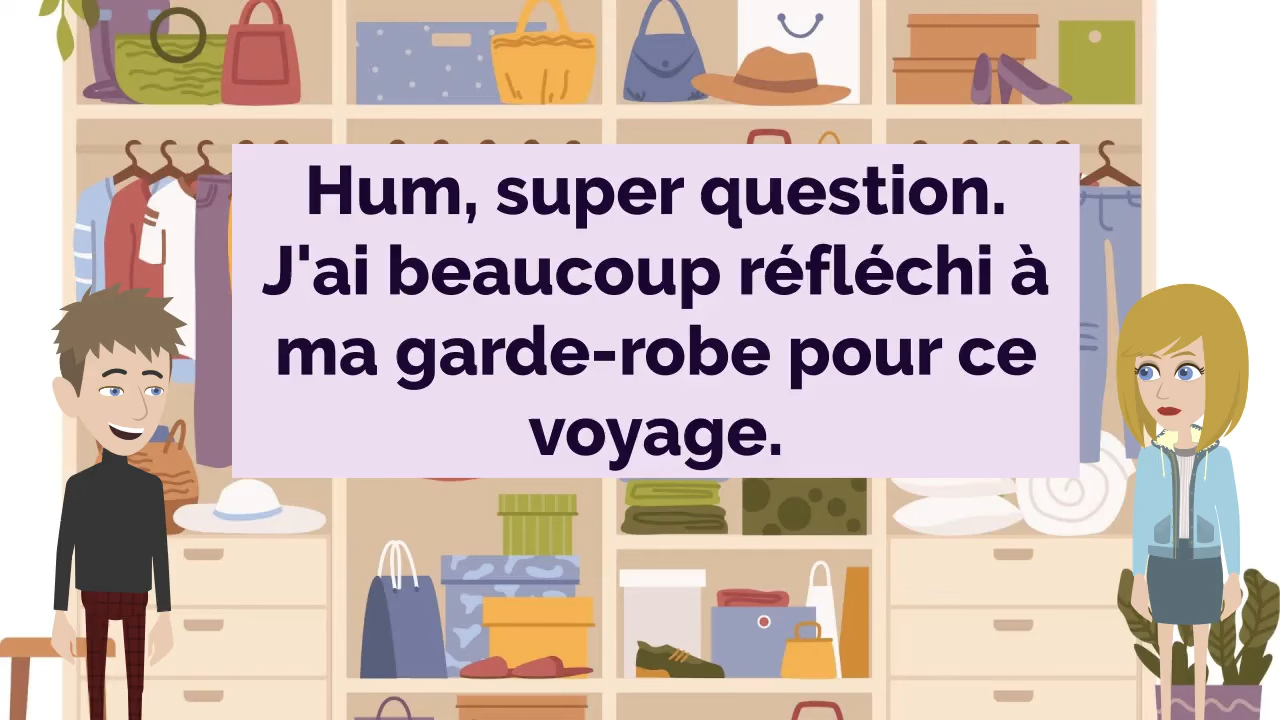 Hum, super question.
J'ai beaucoup réfléchi à
ma garde-robe pour ce
voyage.